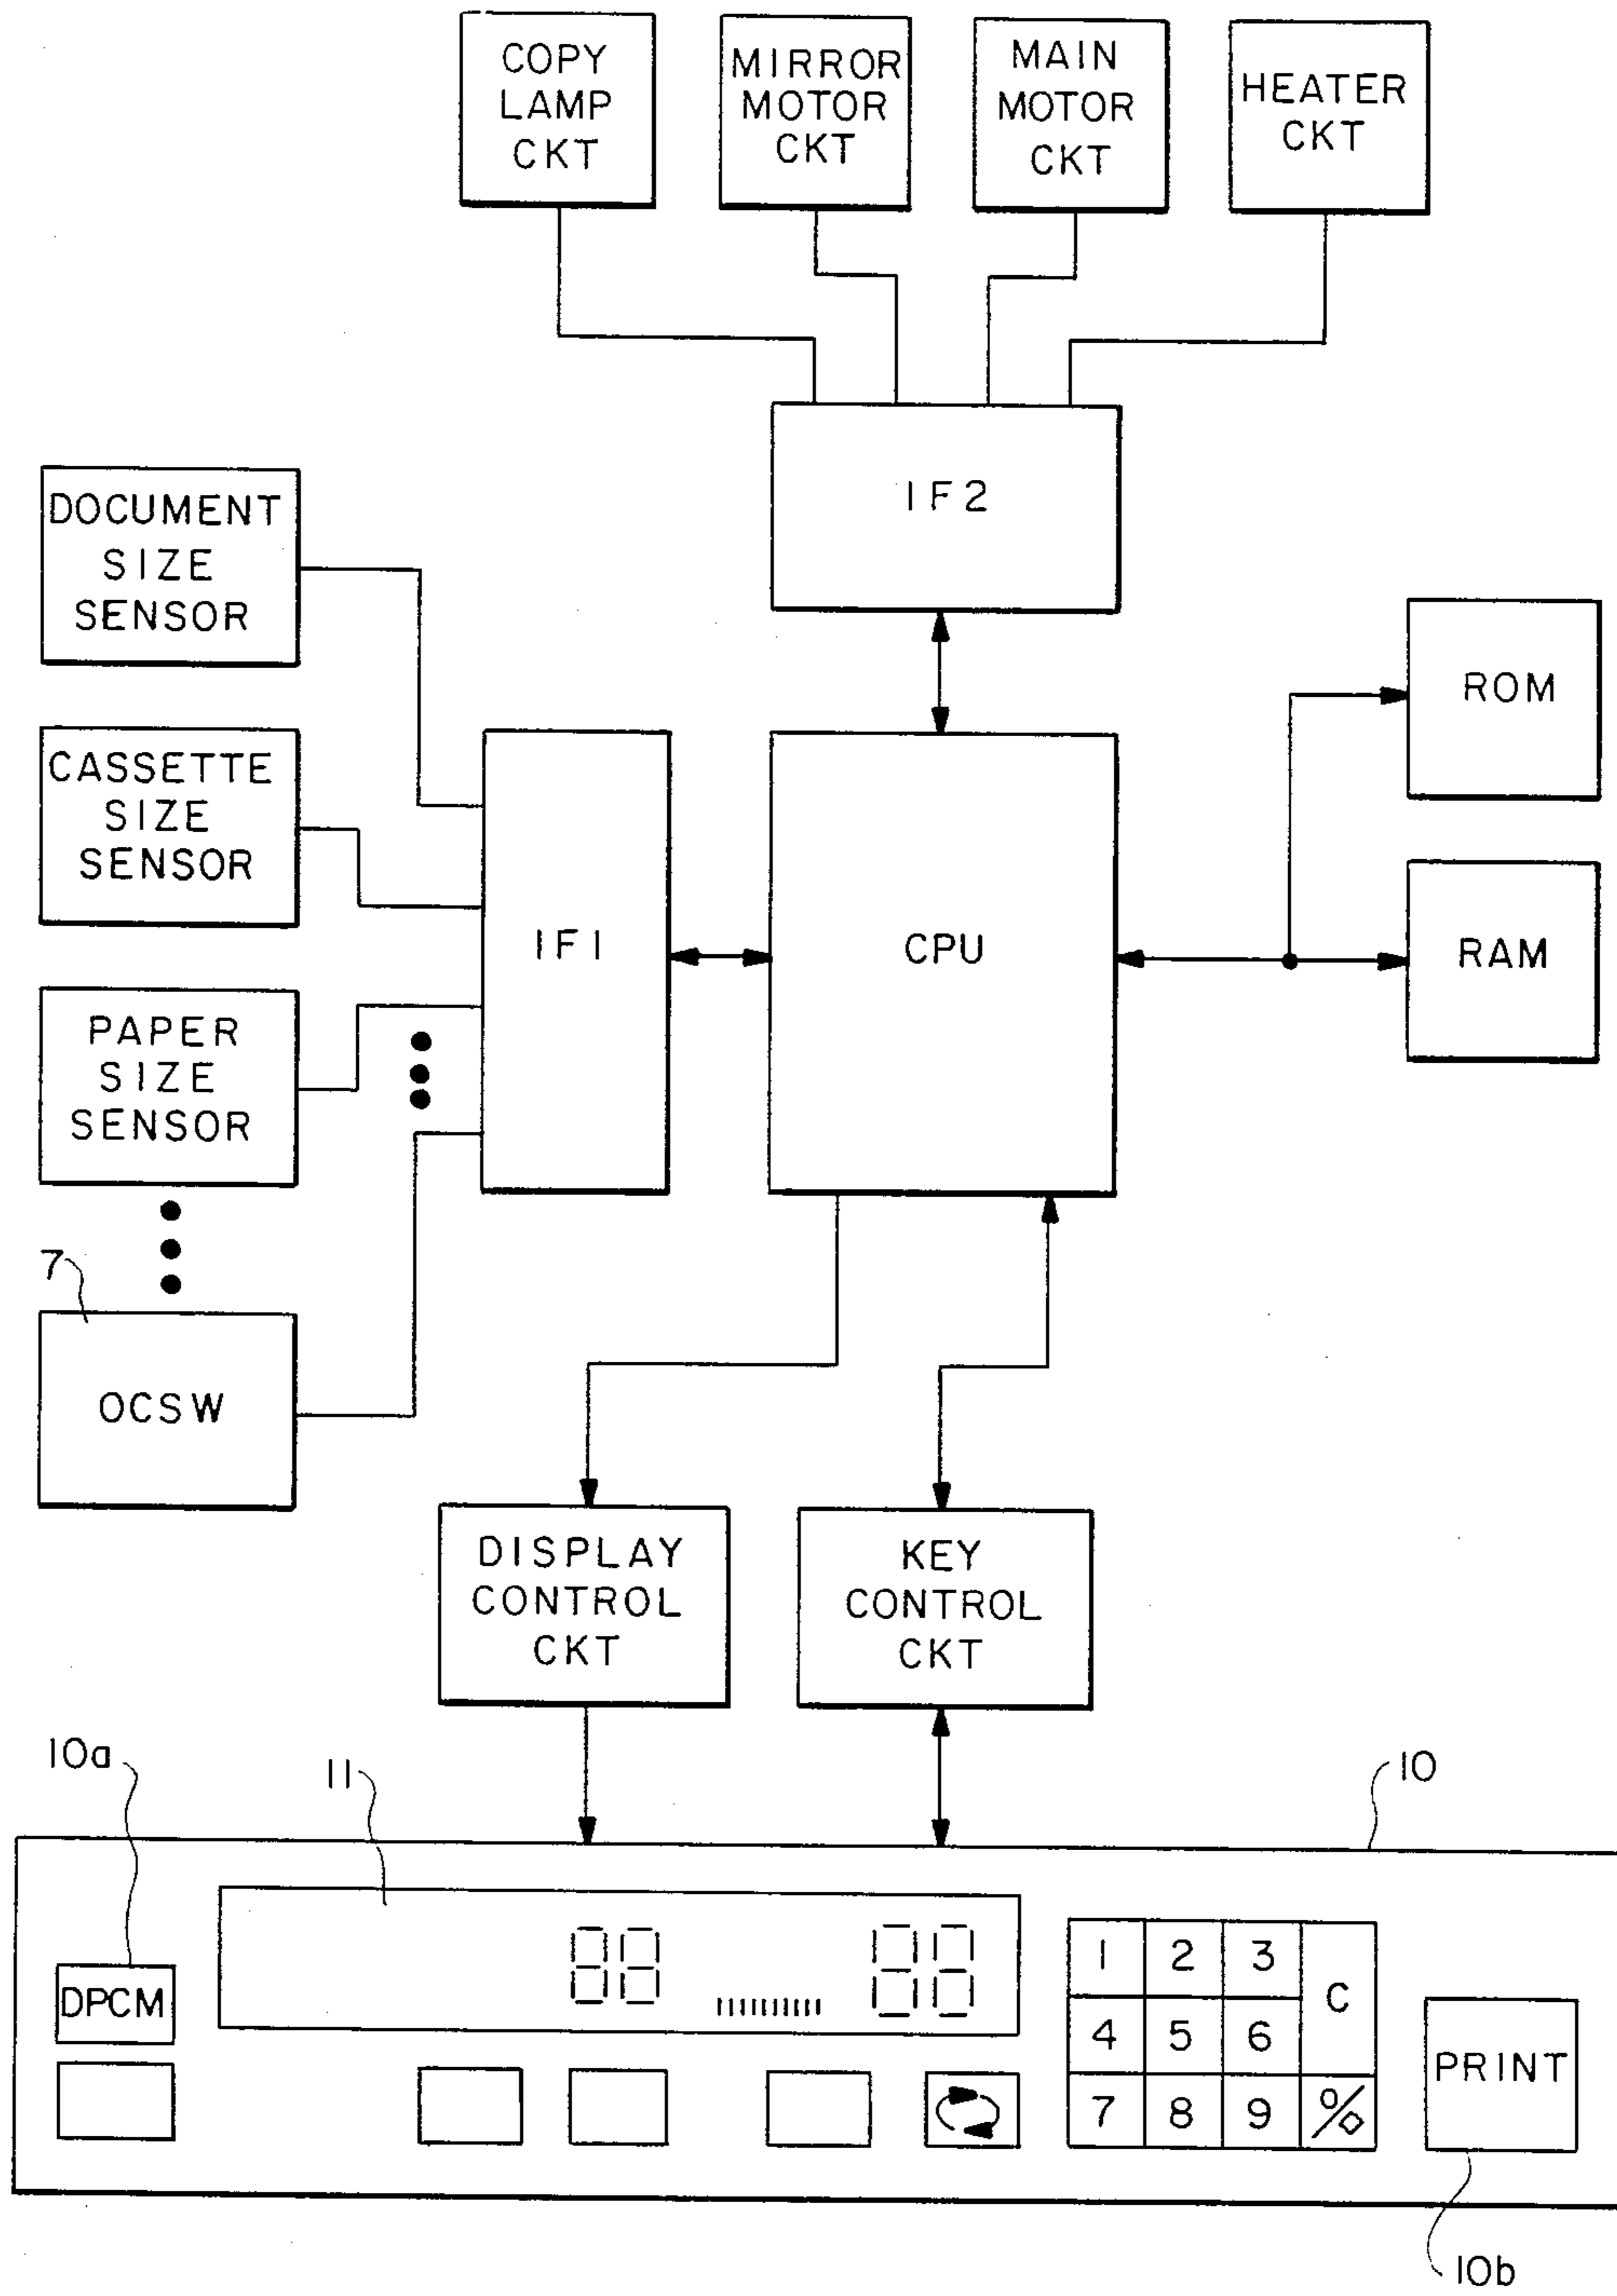 COPY
LAMP
CKT
MIRROR
MOTOR
CKT
MAIN
MOTOR
CKT
HEATER
CKT
IF2
DOCUMENT
SIZE
SENSOR
CASSETTE
SIZE
SENSOR
PAPER
SIZE
SENSOR
7
OCSW
IF1
CPU
ROM
RAM
DISPLAY
CONTROL
CKT
KEY
CONTROL
CKT
10a
11
10
DPCM
88
88
1 2 3
C
4 5 6
7 8 9 %
PRINT
10b